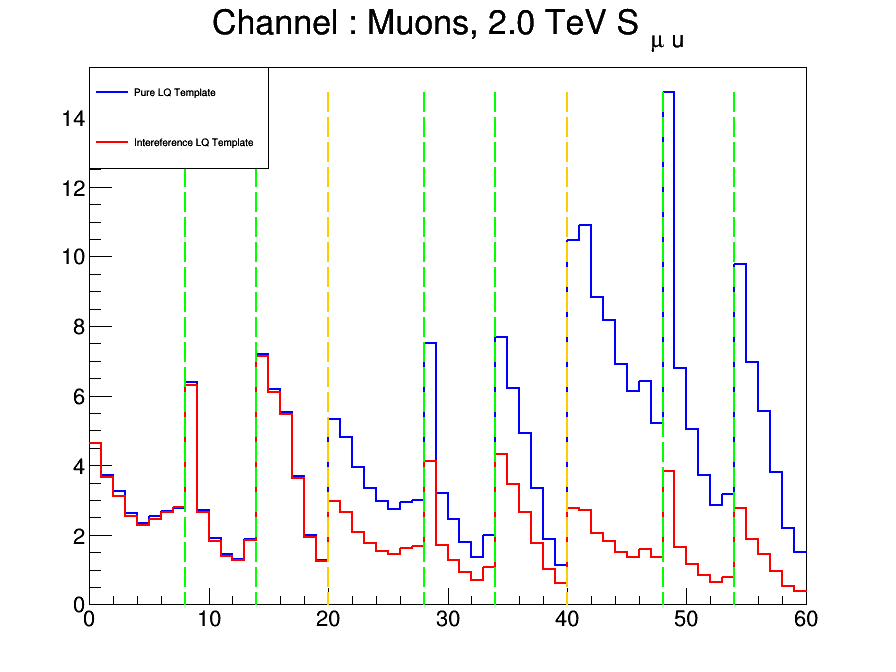 Channel : Muons, 2.0 TeV S μ u
Pure LQ Template
Intereference LQ Template
14
12
10
8
6
4
2
0
0 10 20 30 40 50 60